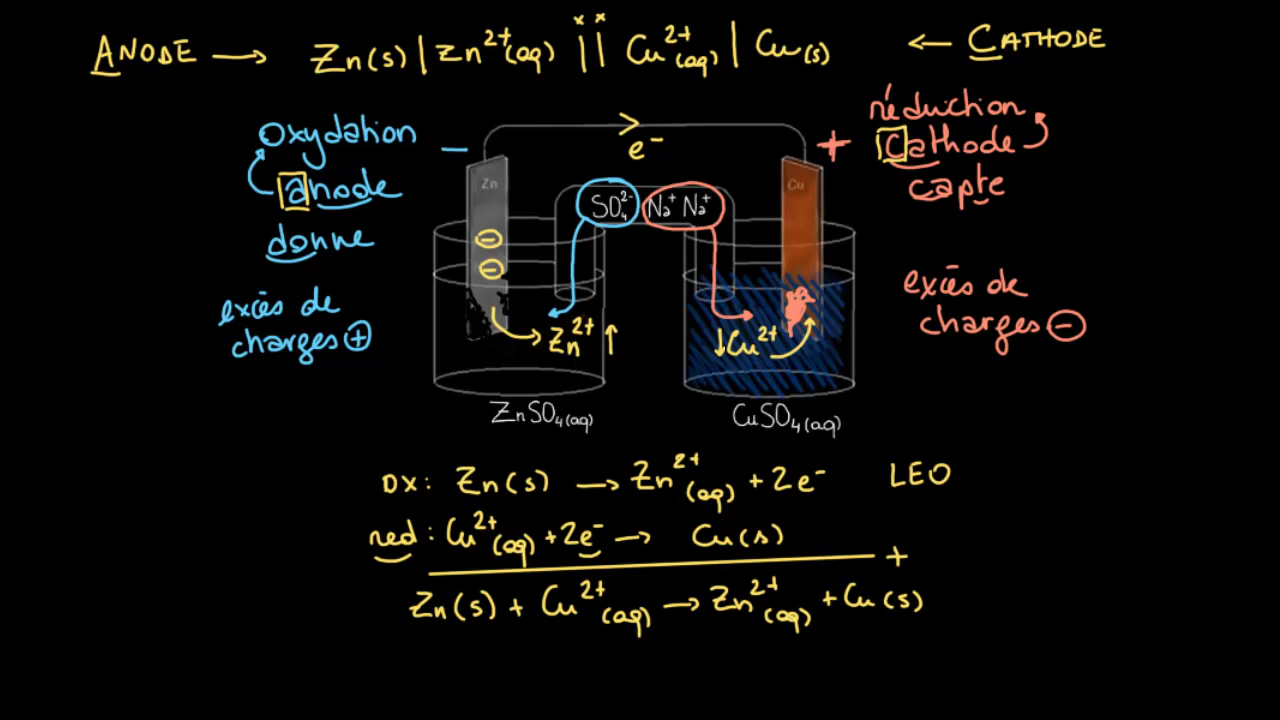 ANODE → Zn(s) | Zn²⁺(aq) || Cu²⁺(aq) | Cu(s) ← CATHODE
oxydation
anode
donne
excès de
charges ⊕
−
e⁻
+
réduction
Cathode
capte
excès de
charges ⊖
Zn
SO₄²⁻ Na⁺ Na⁺
Cu
⊖
⊖
Zn²⁺ ↑
↓Cu²⁺
ZnSO₄(aq)
CuSO₄(aq)
ox: Zn(s) → Zn²⁺(aq) + 2e⁻ LEO
red: Cu²⁺(aq) + 2e⁻ → Cu(s)
+
Zn(s) + Cu²⁺(aq) → Zn²⁺(aq) + Cu(s)